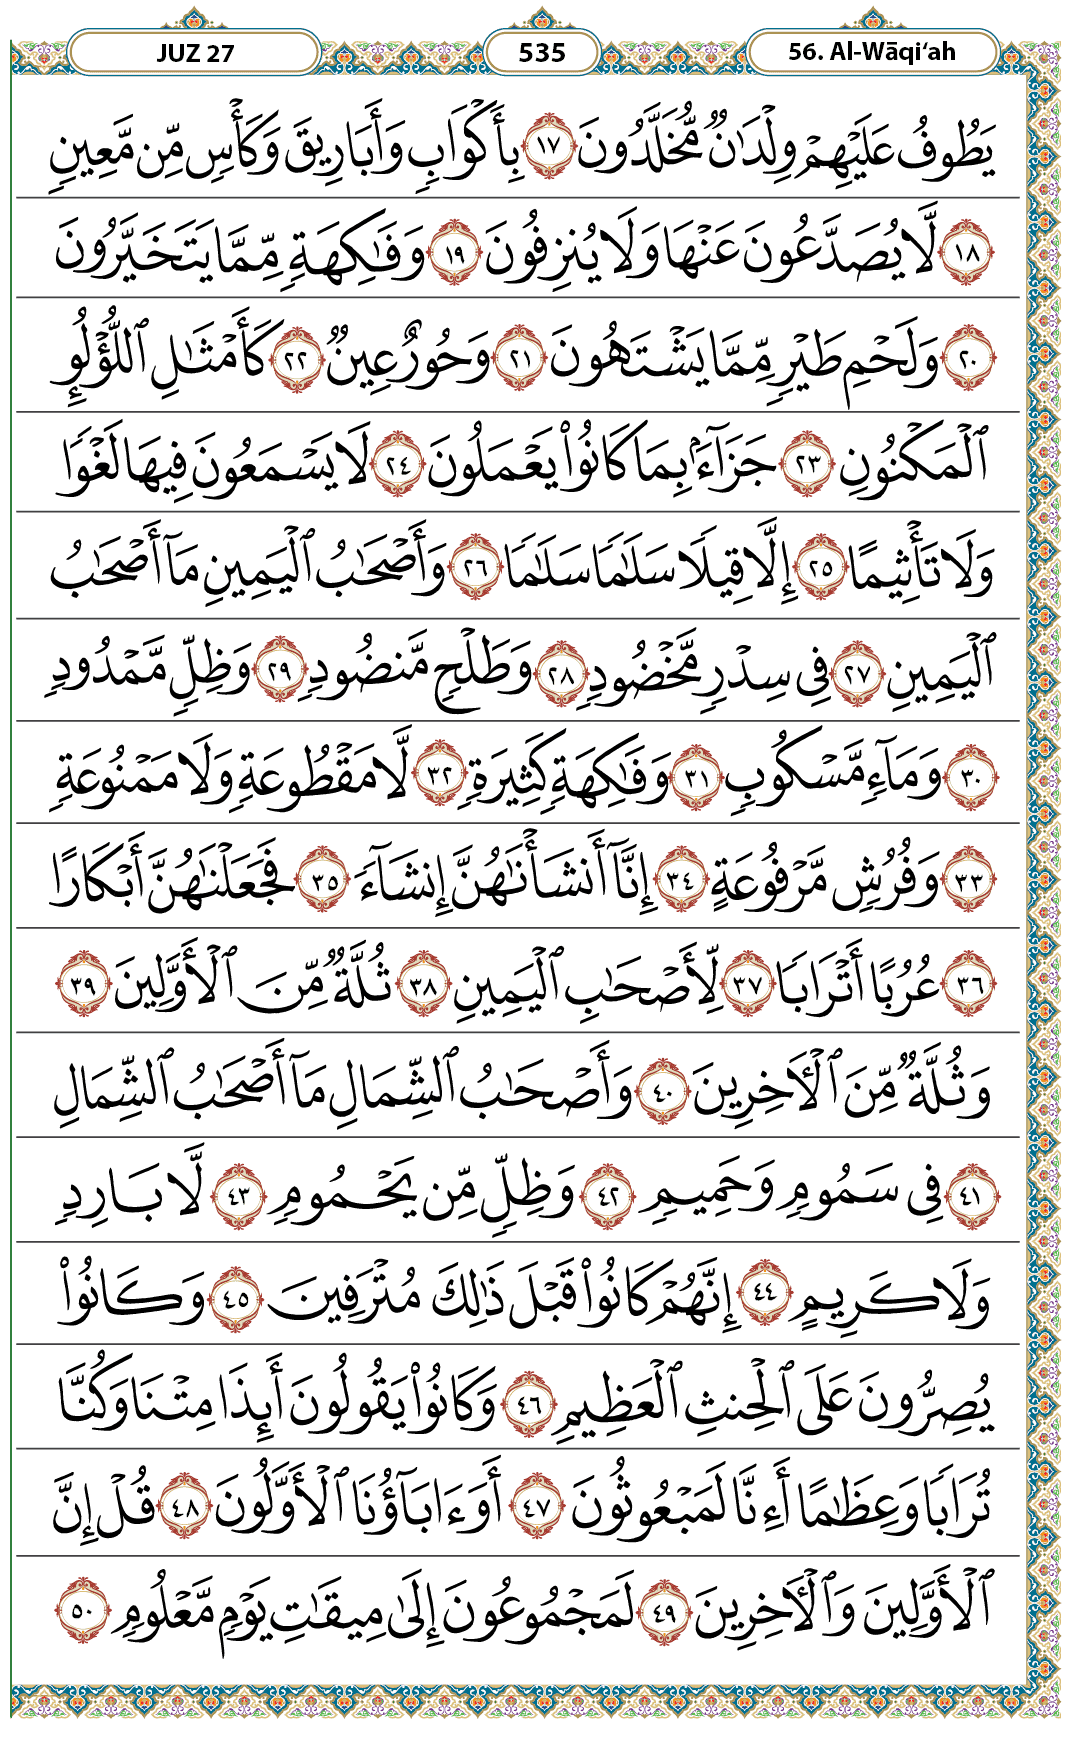 JUZ 27 535 56. Al-Wāqi‘ah
يَطُوفُ عَلَيْهِمْ وِلْدَٰنٌ مُّخَلَّدُونَ ١٧ بِأَكْوَابٍ وَأَبَارِيقَ وَكَأْسٍ مِّن مَّعِينٍ
١٨ لَّا يُصَدَّعُونَ عَنْهَا وَلَا يُنزِفُونَ ١٩ وَفَٰكِهَةٍ مِّمَّا يَتَخَيَّرُونَ
٢٠ وَلَحْمِ طَيْرٍ مِّمَّا يَشْتَهُونَ ٢١ وَحُورٌ عِينٌ ٢٢ كَأَمْثَٰلِ ٱللُّؤْلُؤِ
ٱلْمَكْنُونِ ٢٣ جَزَآءًۢ بِمَا كَانُوا۟ يَعْمَلُونَ ٢٤ لَا يَسْمَعُونَ فِيهَا لَغْوًا
وَلَا تَأْثِيمًا ٢٥ إِلَّا قِيلًا سَلَٰمًا سَلَٰمًا ٢٦ وَأَصْحَٰبُ ٱلْيَمِينِ مَآ أَصْحَٰبُ
ٱلْيَمِينِ ٢٧ فِى سِدْرٍ مَّخْضُودٍ ٢٨ وَطَلْحٍ مَّنضُودٍ ٢٩ وَظِلٍّ مَّمْدُودٍ
٣٠ وَمَآءٍ مَّسْكُوبٍ ٣١ وَفَٰكِهَةٍ كَثِيرَةٍ ٣٢ لَّا مَقْطُوعَةٍ وَلَا مَمْنُوعَةٍ
٣٣ وَفُرُشٍ مَّرْفُوعَةٍ ٣٤ إِنَّآ أَنشَأْنَٰهُنَّ إِنشَآءً ٣٥ فَجَعَلْنَٰهُنَّ أَبْكَارًا
٣٦ عُرُبًا أَتْرَابًا ٣٧ لِّأَصْحَٰبِ ٱلْيَمِينِ ٣٨ ثُلَّةٌ مِّنَ ٱلْأَوَّلِينَ ٣٩
وَثُلَّةٌ مِّنَ ٱلْـَٔاخِرِينَ ٤٠ وَأَصْحَٰبُ ٱلشِّمَالِ مَآ أَصْحَٰبُ ٱلشِّمَالِ
٤١ فِى سَمُومٍ وَحَمِيمٍ ٤٢ وَظِلٍّ مِّن يَحْمُومٍ ٤٣ لَّا بَارِدٍ
وَلَا كَرِيمٍ ٤٤ إِنَّهُمْ كَانُوا۟ قَبْلَ ذَٰلِكَ مُتْرَفِينَ ٤٥ وَكَانُوا۟
يُصِرُّونَ عَلَى ٱلْحِنثِ ٱلْعَظِيمِ ٤٦ وَكَانُوا۟ يَقُولُونَ أَئِذَا مِتْنَا وَكُنَّا
تُرَابًا وَعِظَٰمًا أَءِنَّا لَمَبْعُوثُونَ ٤٧ أَوَءَابَآؤُنَا ٱلْأَوَّلُونَ ٤٨ قُلْ إِنَّ
ٱلْأَوَّلِينَ وَٱلْـَٔاخِرِينَ ٤٩ لَمَجْمُوعُونَ إِلَىٰ مِيقَٰتِ يَوْمٍ مَّعْلُومٍ ٥٠